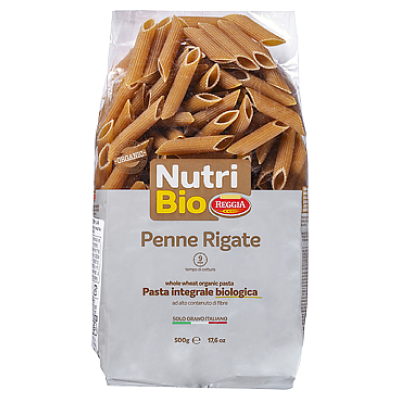 ORGANIC
Nutri
Bio
REGGIA
Penne Rigate
9
tempo di cottura
whole wheat organic pasta
Pasta integrale biologica
ad alto contenuto di fibre
SOLO GRANO ITALIANO
500g e 17,6 oz